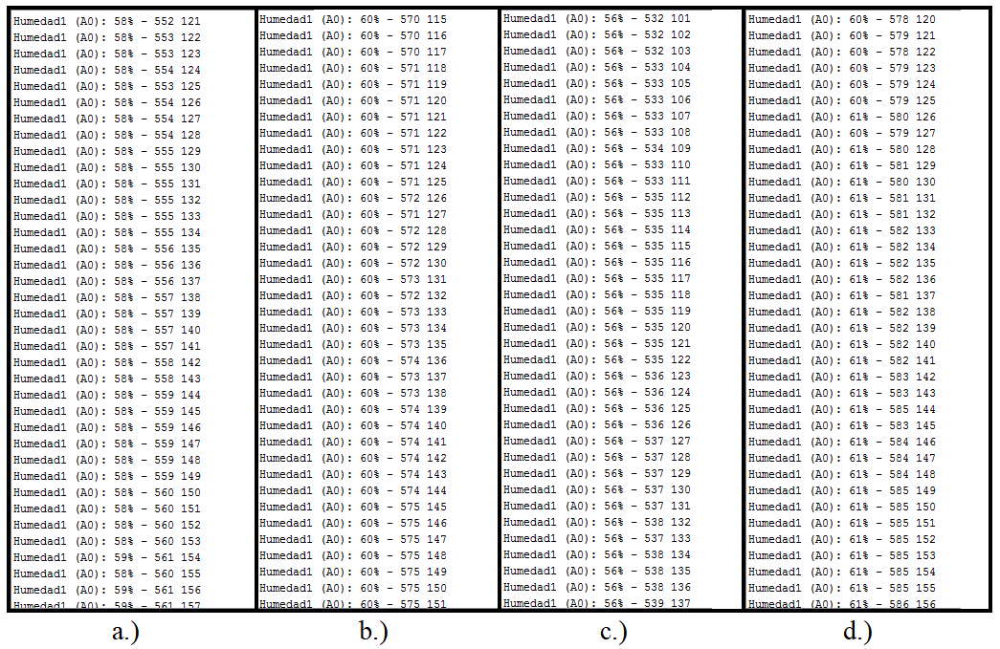 Humedad1 (A0): 58% - 552 121
Humedad1 (A0): 58% - 553 122
Humedad1 (A0): 58% - 553 123
Humedad1 (A0): 58% - 554 124
Humedad1 (A0): 58% - 553 125
Humedad1 (A0): 58% - 554 126
Humedad1 (A0): 58% - 554 127
Humedad1 (A0): 58% - 554 128
Humedad1 (A0): 58% - 555 129
Humedad1 (A0): 58% - 555 130
Humedad1 (A0): 58% - 555 131
Humedad1 (A0): 58% - 555 132
Humedad1 (A0): 58% - 555 133
Humedad1 (A0): 58% - 555 134
Humedad1 (A0): 58% - 556 135
Humedad1 (A0): 58% - 556 136
Humedad1 (A0): 58% - 556 137
Humedad1 (A0): 58% - 557 138
Humedad1 (A0): 58% - 557 139
Humedad1 (A0): 58% - 557 140
Humedad1 (A0): 58% - 557 141
Humedad1 (A0): 58% - 558 142
Humedad1 (A0): 58% - 558 143
Humedad1 (A0): 58% - 559 144
Humedad1 (A0): 58% - 559 145
Humedad1 (A0): 58% - 559 146
Humedad1 (A0): 58% - 559 147
Humedad1 (A0): 58% - 559 148
Humedad1 (A0): 58% - 559 149
Humedad1 (A0): 58% - 560 150
Humedad1 (A0): 58% - 560 151
Humedad1 (A0): 58% - 560 152
Humedad1 (A0): 58% - 560 153
Humedad1 (A0): 59% - 561 154
Humedad1 (A0): 58% - 560 155
Humedad1 (A0): 59% - 561 156
Humedad1 (A0): 59% - 561 157
a.)
Humedad1 (A0): 60% - 570 115
Humedad1 (A0): 60% - 570 116
Humedad1 (A0): 60% - 570 117
Humedad1 (A0): 60% - 571 118
Humedad1 (A0): 60% - 571 119
Humedad1 (A0): 60% - 571 120
Humedad1 (A0): 60% - 571 121
Humedad1 (A0): 60% - 571 122
Humedad1 (A0): 60% - 571 123
Humedad1 (A0): 60% - 571 124
Humedad1 (A0): 60% - 571 125
Humedad1 (A0): 60% - 572 126
Humedad1 (A0): 60% - 571 127
Humedad1 (A0): 60% - 572 128
Humedad1 (A0): 60% - 572 129
Humedad1 (A0): 60% - 572 130
Humedad1 (A0): 60% - 573 131
Humedad1 (A0): 60% - 572 132
Humedad1 (A0): 60% - 573 133
Humedad1 (A0): 60% - 573 134
Humedad1 (A0): 60% - 573 135
Humedad1 (A0): 60% - 574 136
Humedad1 (A0): 60% - 573 137
Humedad1 (A0): 60% - 573 138
Humedad1 (A0): 60% - 574 139
Humedad1 (A0): 60% - 574 140
Humedad1 (A0): 60% - 574 141
Humedad1 (A0): 60% - 574 142
Humedad1 (A0): 60% - 574 143
Humedad1 (A0): 60% - 574 144
Humedad1 (A0): 60% - 575 145
Humedad1 (A0): 60% - 575 146
Humedad1 (A0): 60% - 575 147
Humedad1 (A0): 60% - 575 148
Humedad1 (A0): 60% - 575 149
Humedad1 (A0): 60% - 575 150
Humedad1 (A0): 60% - 575 151
b.)
Humedad1 (A0): 56% - 532 101
Humedad1 (A0): 56% - 532 102
Humedad1 (A0): 56% - 532 103
Humedad1 (A0): 56% - 533 104
Humedad1 (A0): 56% - 533 105
Humedad1 (A0): 56% - 533 106
Humedad1 (A0): 56% - 533 107
Humedad1 (A0): 56% - 533 108
Humedad1 (A0): 56% - 534 109
Humedad1 (A0): 56% - 533 110
Humedad1 (A0): 56% - 533 111
Humedad1 (A0): 56% - 535 112
Humedad1 (A0): 56% - 535 113
Humedad1 (A0): 56% - 535 114
Humedad1 (A0): 56% - 535 115
Humedad1 (A0): 56% - 535 116
Humedad1 (A0): 56% - 535 117
Humedad1 (A0): 56% - 535 118
Humedad1 (A0): 56% - 535 119
Humedad1 (A0): 56% - 535 120
Humedad1 (A0): 56% - 535 121
Humedad1 (A0): 56% - 535 122
Humedad1 (A0): 56% - 536 123
Humedad1 (A0): 56% - 536 124
Humedad1 (A0): 56% - 536 125
Humedad1 (A0): 56% - 536 126
Humedad1 (A0): 56% - 537 127
Humedad1 (A0): 56% - 537 128
Humedad1 (A0): 56% - 537 129
Humedad1 (A0): 56% - 537 130
Humedad1 (A0): 56% - 537 131
Humedad1 (A0): 56% - 538 132
Humedad1 (A0): 56% - 537 133
Humedad1 (A0): 56% - 538 134
Humedad1 (A0): 56% - 538 135
Humedad1 (A0): 56% - 538 136
Humedad1 (A0): 56% - 539 137
c.)
Humedad1 (A0): 60% - 578 120
Humedad1 (A0): 60% - 579 121
Humedad1 (A0): 60% - 578 122
Humedad1 (A0): 60% - 579 123
Humedad1 (A0): 60% - 579 124
Humedad1 (A0): 60% - 579 125
Humedad1 (A0): 61% - 580 126
Humedad1 (A0): 60% - 579 127
Humedad1 (A0): 61% - 580 128
Humedad1 (A0): 61% - 581 129
Humedad1 (A0): 61% - 580 130
Humedad1 (A0): 61% - 581 131
Humedad1 (A0): 61% - 581 132
Humedad1 (A0): 61% - 582 133
Humedad1 (A0): 61% - 582 134
Humedad1 (A0): 61% - 582 135
Humedad1 (A0): 61% - 582 136
Humedad1 (A0): 61% - 581 137
Humedad1 (A0): 61% - 582 138
Humedad1 (A0): 61% - 582 139
Humedad1 (A0): 61% - 582 140
Humedad1 (A0): 61% - 582 141
Humedad1 (A0): 61% - 583 142
Humedad1 (A0): 61% - 583 143
Humedad1 (A0): 61% - 585 144
Humedad1 (A0): 61% - 583 145
Humedad1 (A0): 61% - 584 146
Humedad1 (A0): 61% - 584 147
Humedad1 (A0): 61% - 584 148
Humedad1 (A0): 61% - 585 149
Humedad1 (A0): 61% - 585 150
Humedad1 (A0): 61% - 585 151
Humedad1 (A0): 61% - 585 152
Humedad1 (A0): 61% - 585 153
Humedad1 (A0): 61% - 585 154
Humedad1 (A0): 61% - 585 155
Humedad1 (A0): 61% - 586 156
d.)